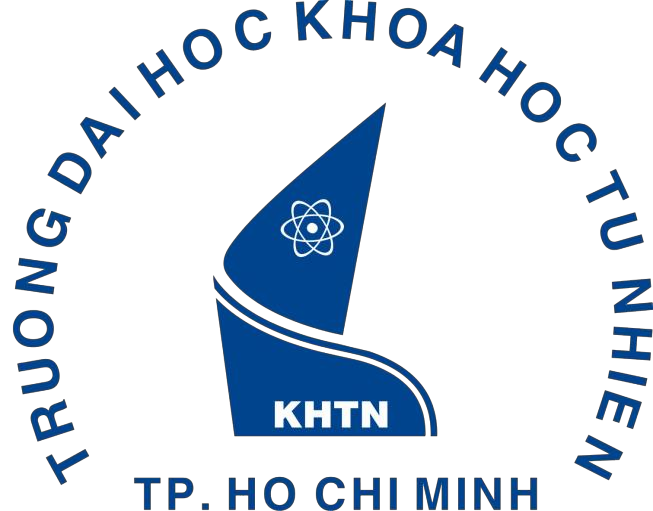 TRUONG DAI HOC KHOA HOC TU NHIEN
KHTN
TP. HO CHI MINH